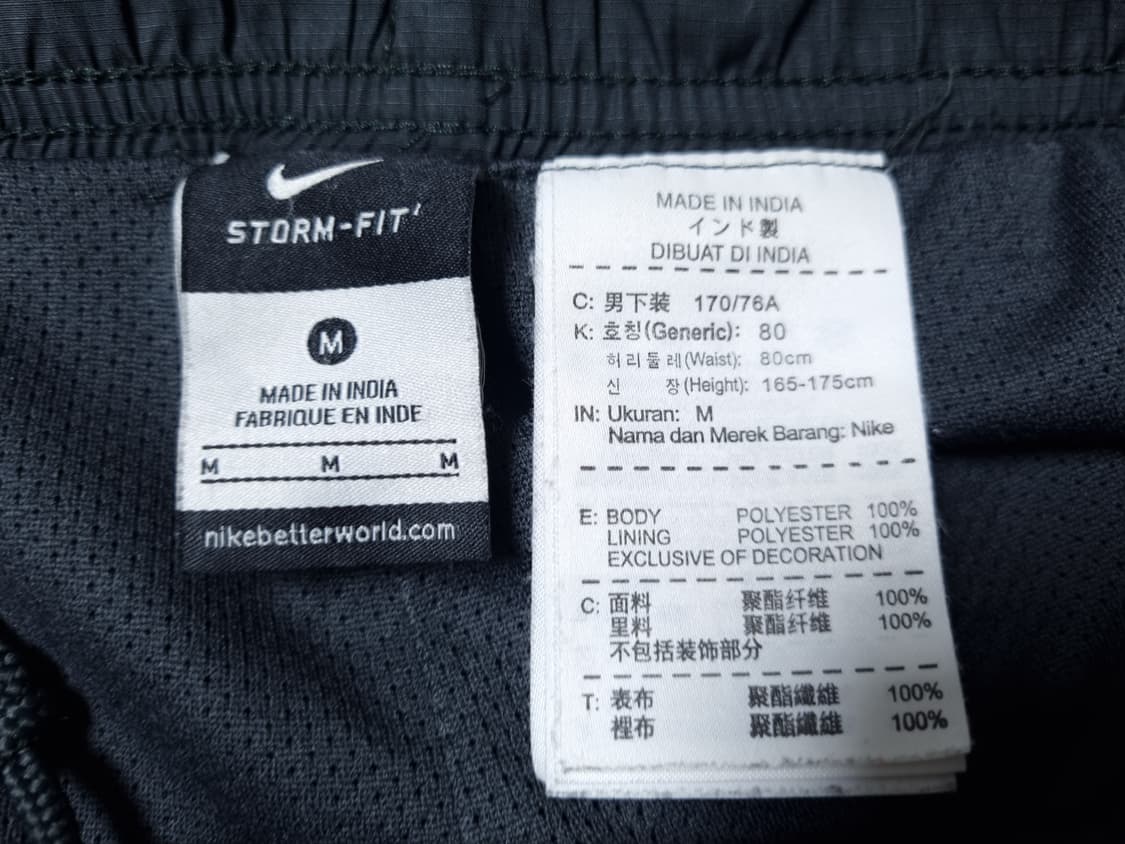 STORM-FIT
M
MADE IN INDIA
FABRIQUE EN INDE
M M M
nikebetterworld.com
MADE IN INDIA
インド製
DIBUAT DI INDIA
C: 男下装 170/76A
K: 호칭(Generic): 80
허리둘레(Waist): 80cm
신 장(Height): 165-175cm
IN: Ukuran: M
Nama dan Merek Barang: Nike
E: BODY POLYESTER 100%
LINING POLYESTER 100%
EXCLUSIVE OF DECORATION
C: 面料 聚酯纤维 100%
里料 聚酯纤维 100%
不包括装饰部分
T: 表布 聚酯纖維 100%
裡布 聚酯纖維 100%